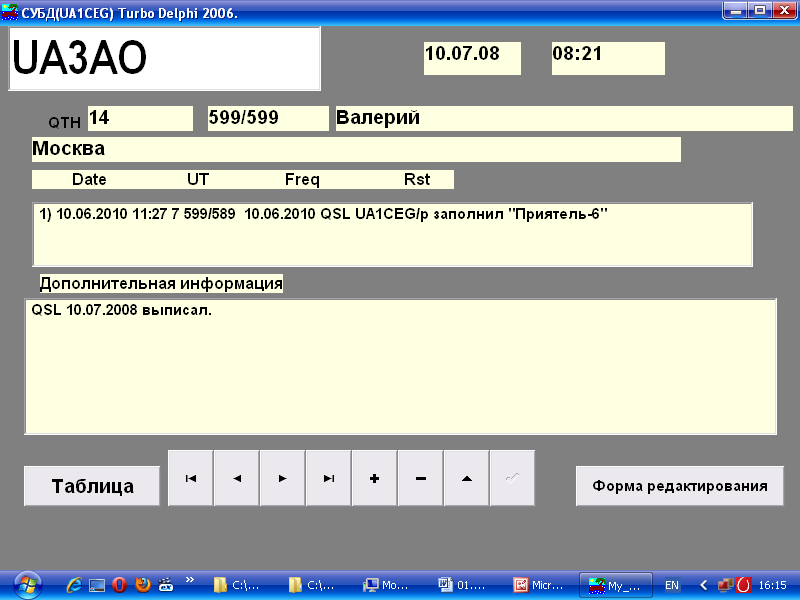 СУБД(UA1CEG) Turbo Delphi 2006.
UA3AO
10.07.08 08:21
QTH 14 599/599 Валерий
Москва
Date UT Freq Rst
1) 10.06.2010 11:27 7 599/589 10.06.2010 QSL UA1CEG/p заполнил "Приятель-6"
Дополнительная информация
QSL 10.07.2008 выписал.
Таблица Форма редактирования
C:\... C:\... Mo... 01.... Micr... My_... EN 16:15